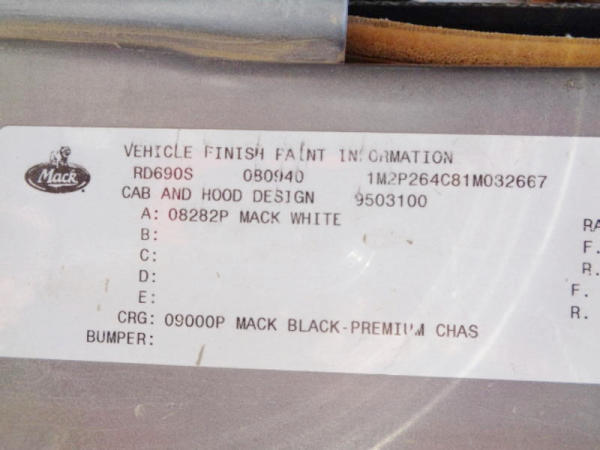 Mack
VEHICLE FINISH PAINT INFORMATION
RD690S 080940 1M2P264C81M032667
CAB AND HOOD DESIGN 9503100
A: 08282P MACK WHITE
B:
C:
D:
E:
CRG: 09000P MACK BLACK-PREMIUM CHAS
BUMPER:
RA
F.
R.
F.
R.